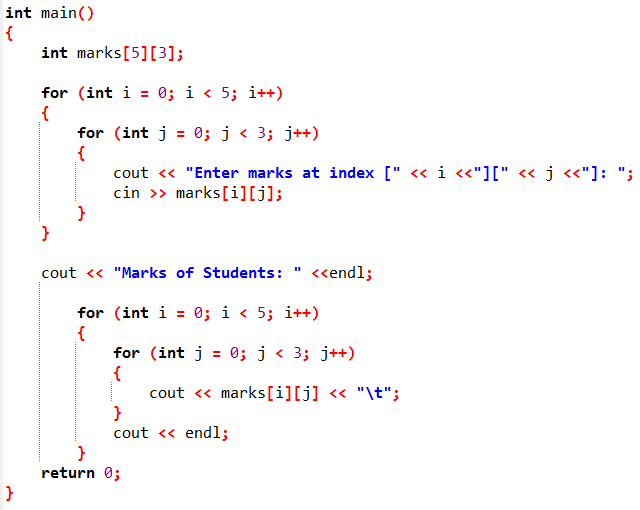 int main()
{
    int marks[5][3];

    for (int i = 0; i < 5; i++)
    {
        for (int j = 0; j < 3; j++)
        {
            cout << "Enter marks at index [" << i <<"][" << j <<"]: ";
            cin >> marks[i][j];
        }
    }

    cout << "Marks of Students: " <<endl;

        for (int i = 0; i < 5; i++)
        {
            for (int j = 0; j < 3; j++)
            {
                cout << marks[i][j] << "\t";
            }
            cout << endl;
        }
    return 0;
}